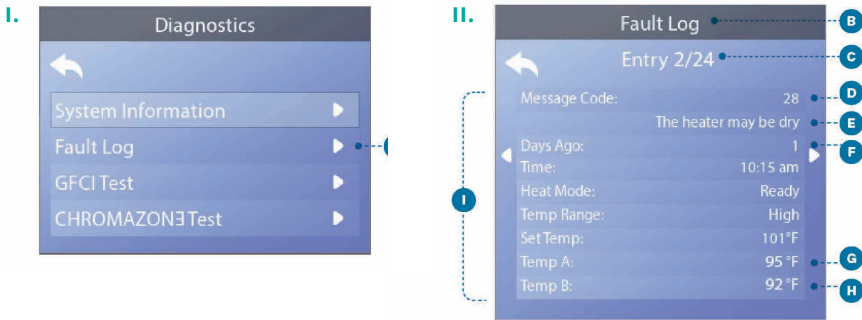 I.
Diagnostics
System Information
Fault Log
GFCI Test
CHROMAZONƎ Test
II.
Fault Log B
Entry 2/24 C
Message Code: 28 D
The heater may be dry E
Days Ago: 1 F
Time: 10:15 am
Heat Mode: Ready
I
Temp Range: High
Set Temp: 101°F
Temp A: 95 °F G
Temp B: 92 °F H